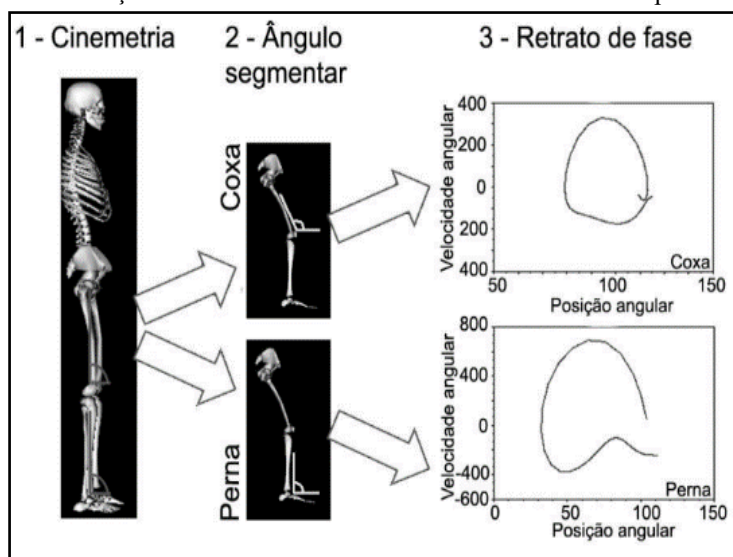 1 - Cinemetria
2 - Ângulo
segmentar
3 - Retrato de fase
Coxa
Velocidade angular
400
200
0
200
400
50
100
150
Coxa
Posição angular
Perna
Velocidade angular
800
400
0
-400
-600
0
50
100
150
Perna
Posição angular